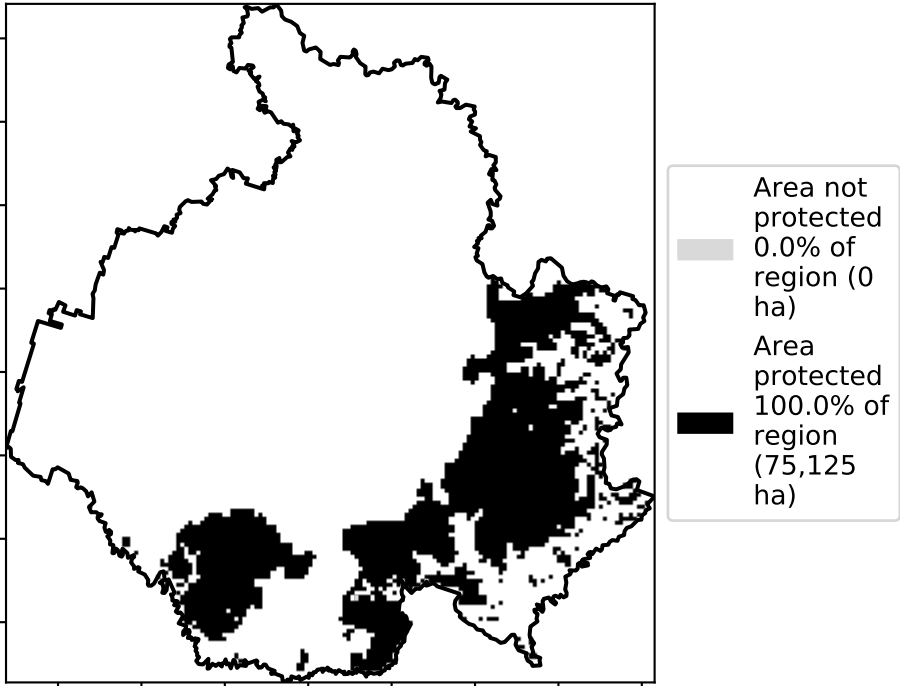 Area not
protected
0.0% of
region (0
ha)
Area
protected
100.0% of
region
(75,125
ha)